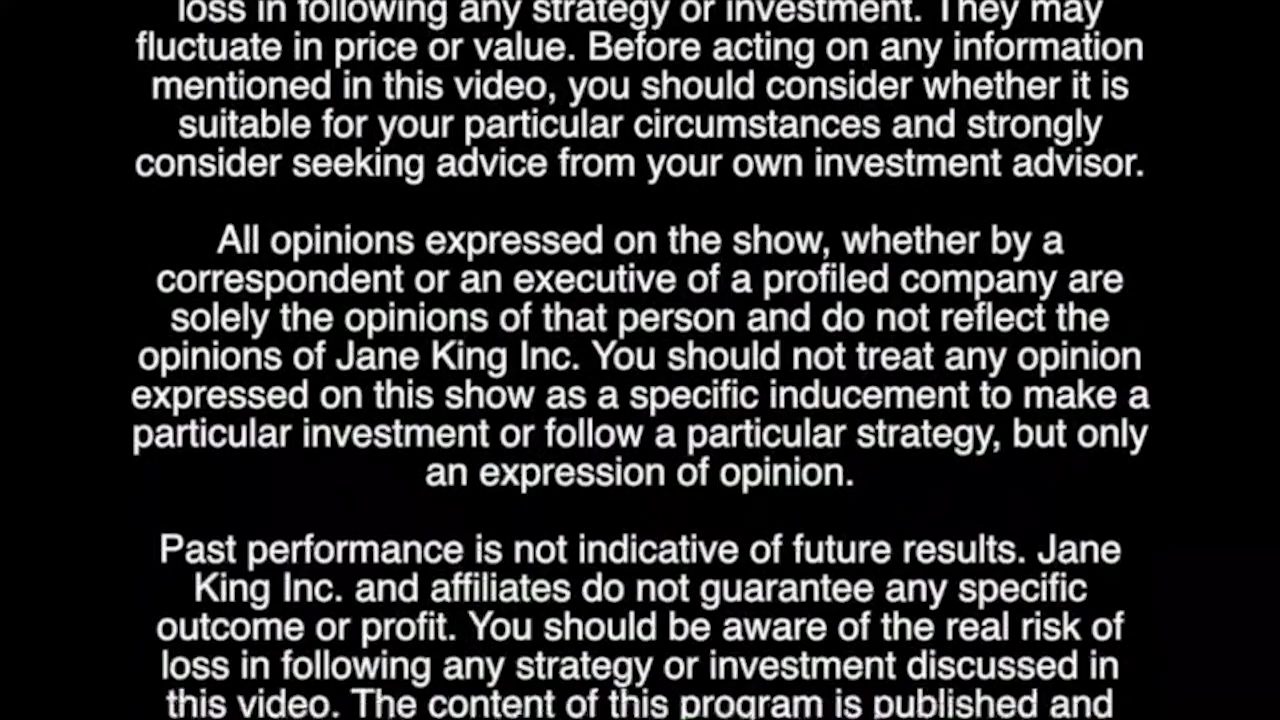 loss in following any strategy or investment. They may
fluctuate in price or value. Before acting on any information
mentioned in this video, you should consider whether it is
suitable for your particular circumstances and strongly
consider seeking advice from your own investment advisor.
All opinions expressed on the show, whether by a
correspondent or an executive of a profiled company are
solely the opinions of that person and do not reflect the
opinions of Jane King Inc. You should not treat any opinion
expressed on this show as a specific inducement to make a
particular investment or follow a particular strategy, but only
an expression of opinion.
Past performance is not indicative of future results. Jane
King Inc. and affiliates do not guarantee any specific
outcome or profit. You should be aware of the real risk of
loss in following any strategy or investment discussed in
this video. The content of this program is published and